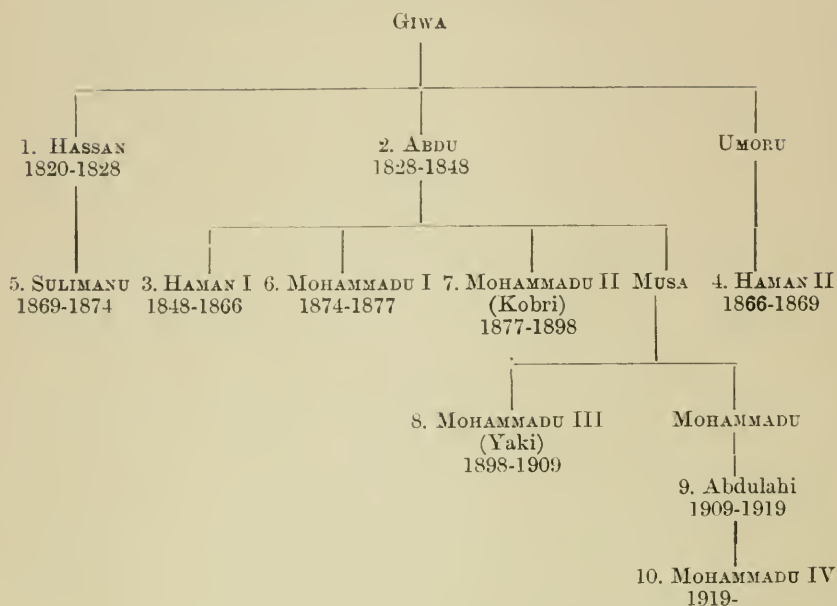 GIWA
1. HASSAN 2. ABDU UMORU
1820-1828 1828-1848
5. SULIMANU 3. HAMAN I 6. MOHAMMADU I 7. MOHAMMADU II MUSA 4. HAMAN II
1869-1874 1848-1866 1874-1877 (Kobri) 1866-1869
1877-1898
8. MOHAMMADU III MOHAMMADU
(Yaki)
1898-1909
9. Abdulahi
1909-1919
10. MOHAMMADU IV
1919-